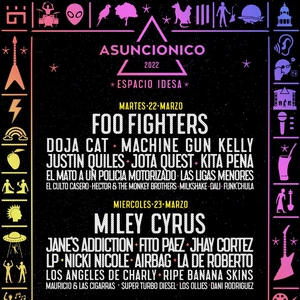 ASUNCIONICO
2022
ESPACIO IDESA
MARTES-22-MARZO
FOO FIGHTERS
DOJA CAT • MACHINE GUN KELLY
JUSTIN QUILES • JOTA QUEST • KITA PENA
EL MATO A UN POLICIA MOTORIZADO • LAS LIGAS MENORES
EL CULTO CASERO • HECTOR & THE MONKEY BROTHERS • MILKSHAKE • DALI • FUNK'CHULA
MIERCOLES-23-MARZO
MILEY CYRUS
JANE'S ADDICTION • FITO PAEZ • JHAY CORTEZ
LP • NICKI NICOLE • AIRBAG • LA DE ROBERTO
LOS ANGELES DE CHARLY • RIPE BANANA SKINS
MAURICIO & LAS CIGARRAS • SUPER TURBO DIESEL • LOS OLLIES • DANI RODRIGUEZ